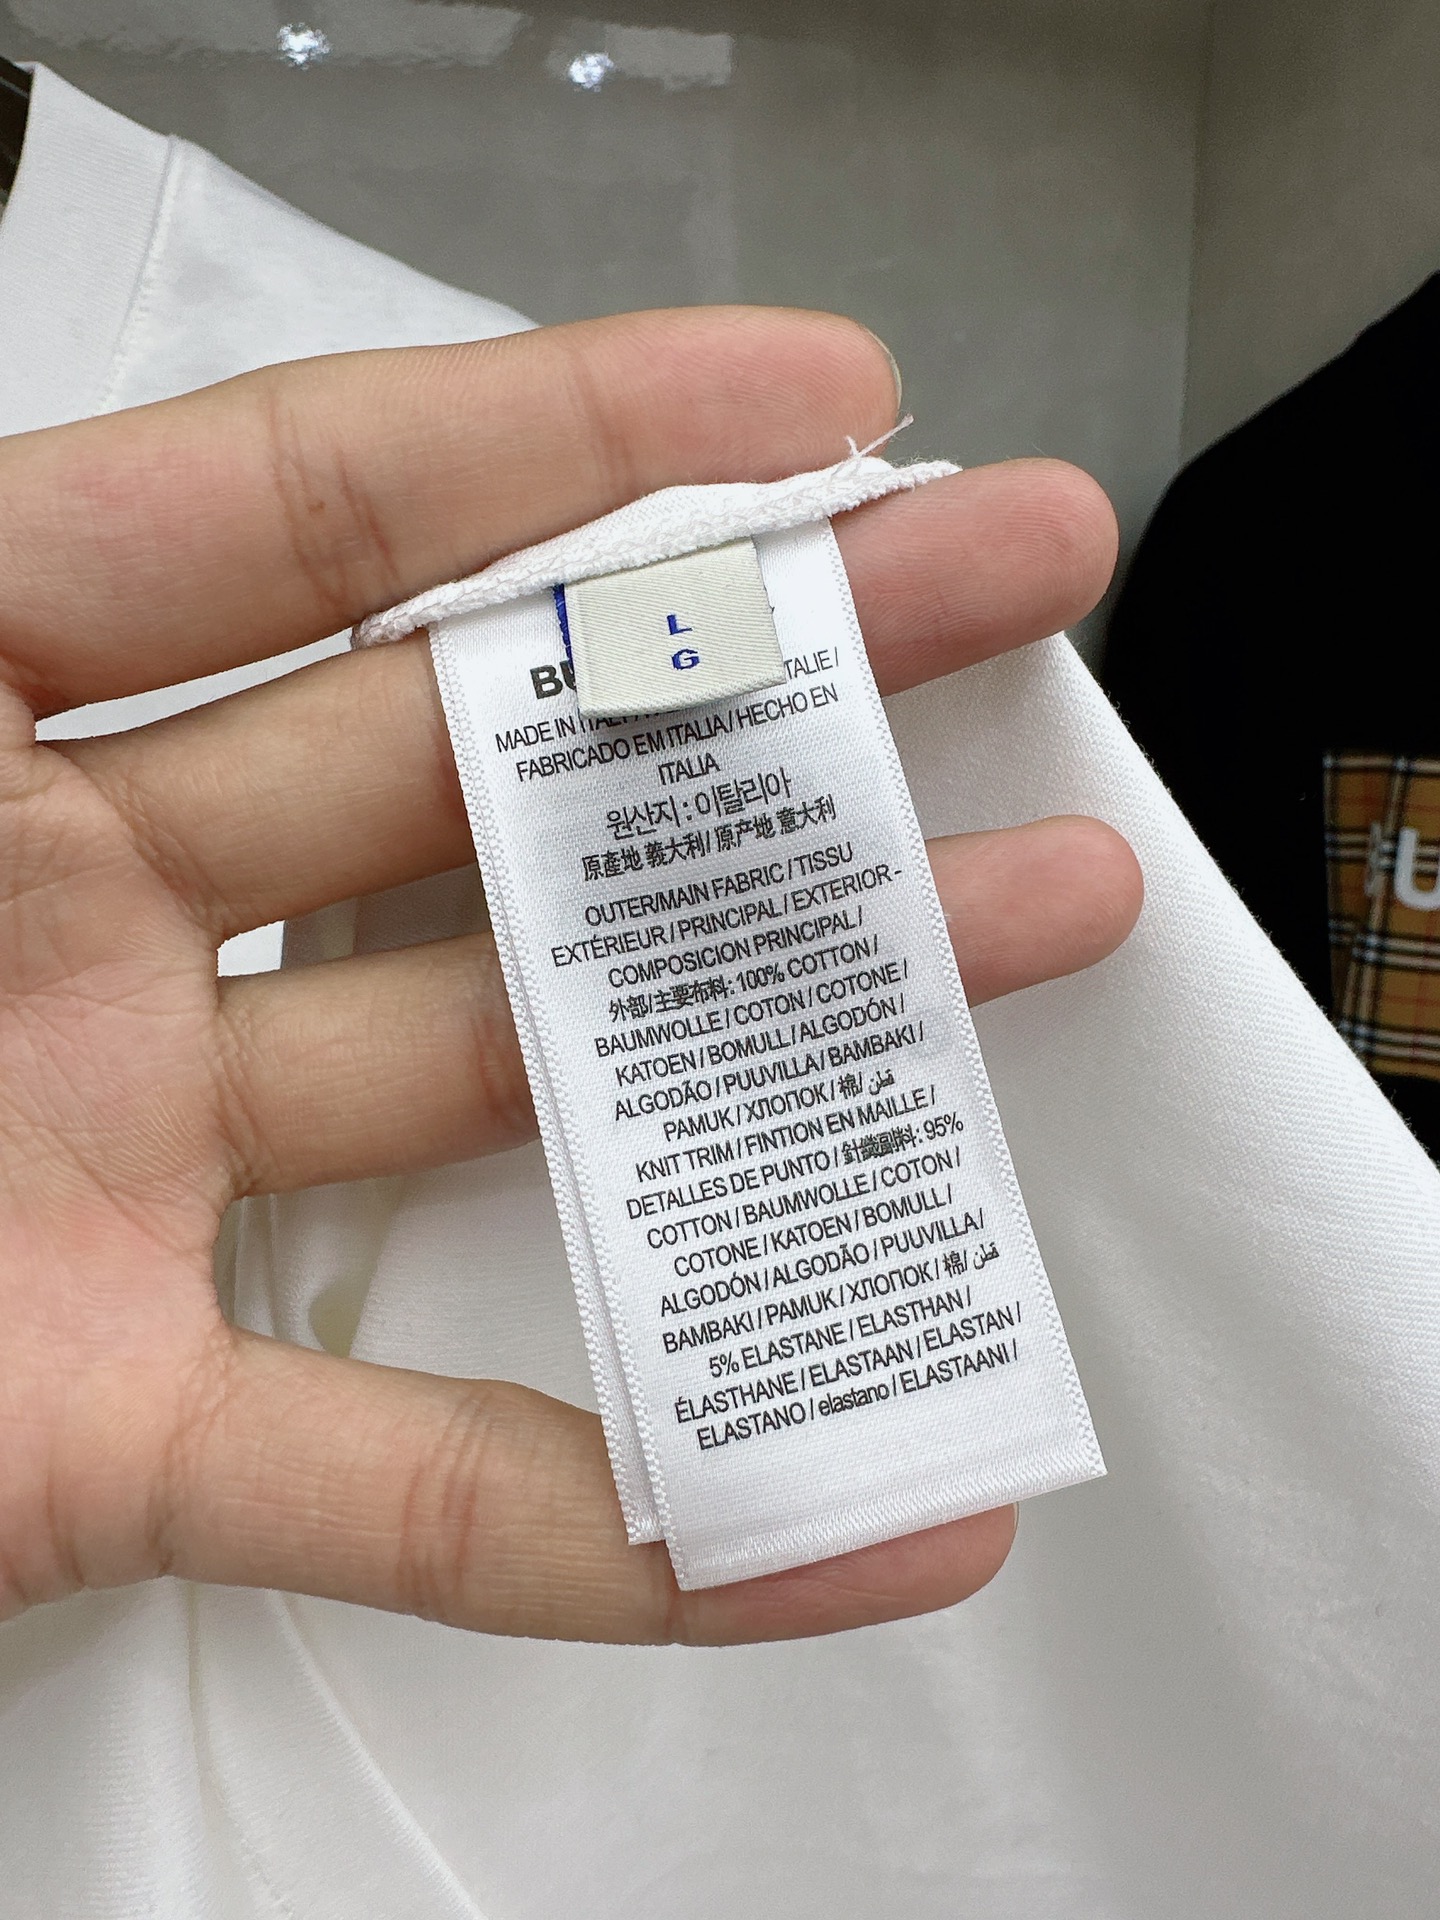 L
G
BU
TALIE /
MADE IN ITALY /
FABRICADO EM ITALIA / HECHO EN
ITALIA
원산지 : 이탈리아
原產地 義大利 / 原产地 意大利
OUTER/MAIN FABRIC / TISSU
EXTÉRIEUR / PRINCIPAL / EXTERIOR -
COMPOSICION PRINCIPAL /
外部/主要布料: 100% COTTON /
BAUMWOLLE / COTON / COTONE /
KATOEN / BOMULL / ALGODÓN /
ALGODÃO / PUUVILLA / BAMBAKI /
PAMUK / ХЛОПОК / 棉/ قطن
KNIT TRIM / FINTION EN MAILLE /
DETALLES DE PUNTO / 針織副料: 95%
COTTON / BAUMWOLLE / COTON /
COTONE / KATOEN / BOMULL /
ALGODÓN / ALGODÃO / PUUVILLA /
BAMBAKI / PAMUK / ХЛОПОК / 棉/ قطن
5% ELASTANE / ELASTHAN /
ÉLASTHANE / ELASTAAN / ELASTAN /
ELASTANO / elastano / ELASTAANI /
U